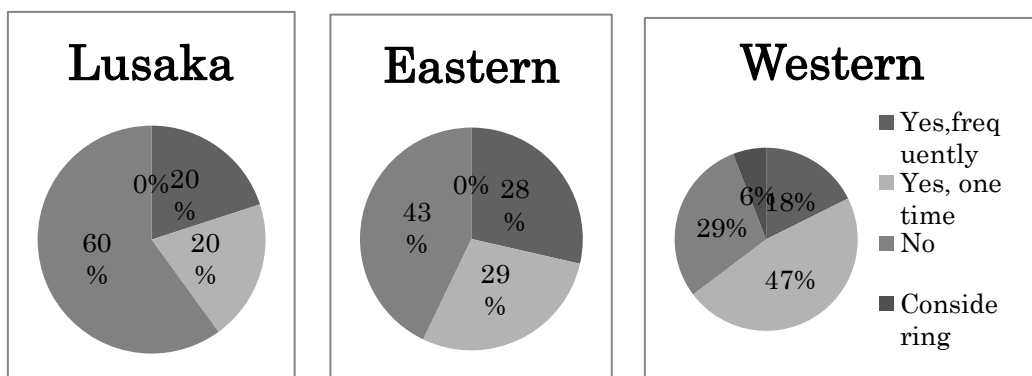 Lusaka
0%
20
%
20
%
60
%
Eastern
0%
28
%
29
%
43
%
Western
6%
18%
47%
29%
Yes,freq
uently
Yes, one
time
No
Conside
ring